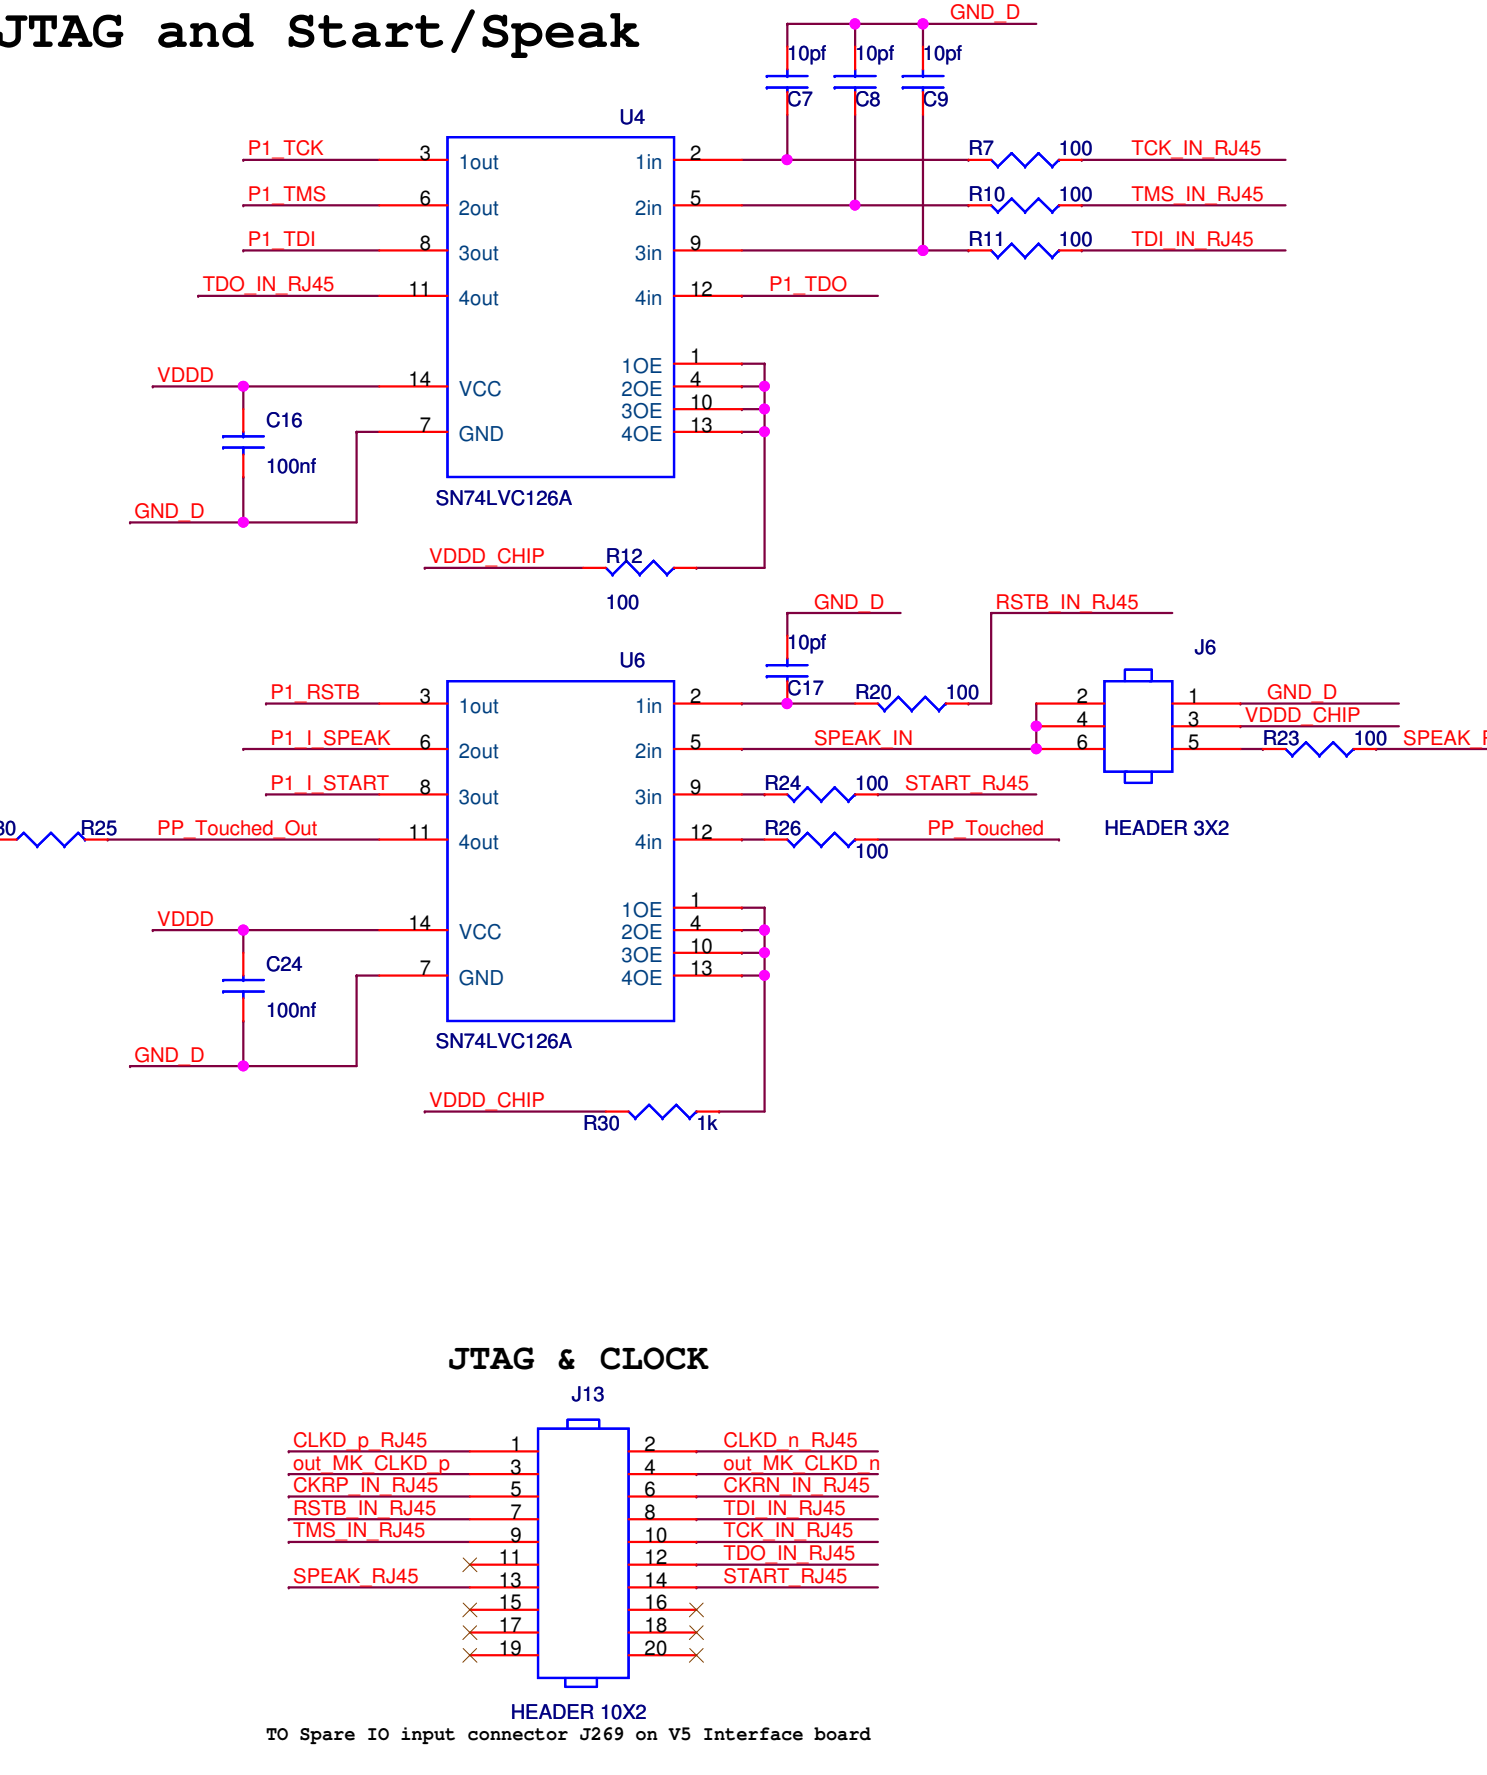 JTAG and Start/Speak
GND_D
10pf 10pf 10pf
C7 C8 C9
U4
P1_TCK 3 1out 1in 2 R7 100 TCK_IN_RJ45
P1_TMS 6 2out 2in 5 R10 100 TMS_IN_RJ45
P1_TDI 8 3out 3in 9 R11 100 TDI_IN_RJ45
TDO_IN_RJ45 11 4out 4in 12 P1_TDO
1OE 1
VDDD 14 VCC 2OE 4
3OE 10
C16 7 GND 4OE 13
100nf
SN74LVC126A
GND_D
VDDD_CHIP R12
100
GND_D RSTB_IN_RJ45
10pf
U6 J6
C17
P1_RSTB 3 1out 1in 2 R20 100 2 1 GND_D
4 3 VDDD_CHIP
P1_I_SPEAK 6 2out 2in 5 SPEAK_IN 6 5 R23 100 SPEAK_
P1_I_START 8 3out 3in 9 R24 100 START_RJ45
R25 PP_Touched_Out 11 4out 4in 12 R26 PP_Touched HEADER 3X2
100
1OE 1
VDDD 14 VCC 2OE 4
3OE 10
C24 7 GND 4OE 13
100nf
SN74LVC126A
GND_D
VDDD_CHIP
R30 1k
JTAG & CLOCK
J13
CLKD_p_RJ45 1 2 CLKD_n_RJ45
out_MK_CLKD_p 3 4 out_MK_CLKD_n
CKRP_IN_RJ45 5 6 CKRN_IN_RJ45
RSTB_IN_RJ45 7 8 TDI_IN_RJ45
TMS_IN_RJ45 9 10 TCK_IN_RJ45
11 12 TDO_IN_RJ45
SPEAK_RJ45 13 14 START_RJ45
15 16
17 18
19 20
HEADER 10X2
TO Spare IO input connector J269 on V5 Interface board